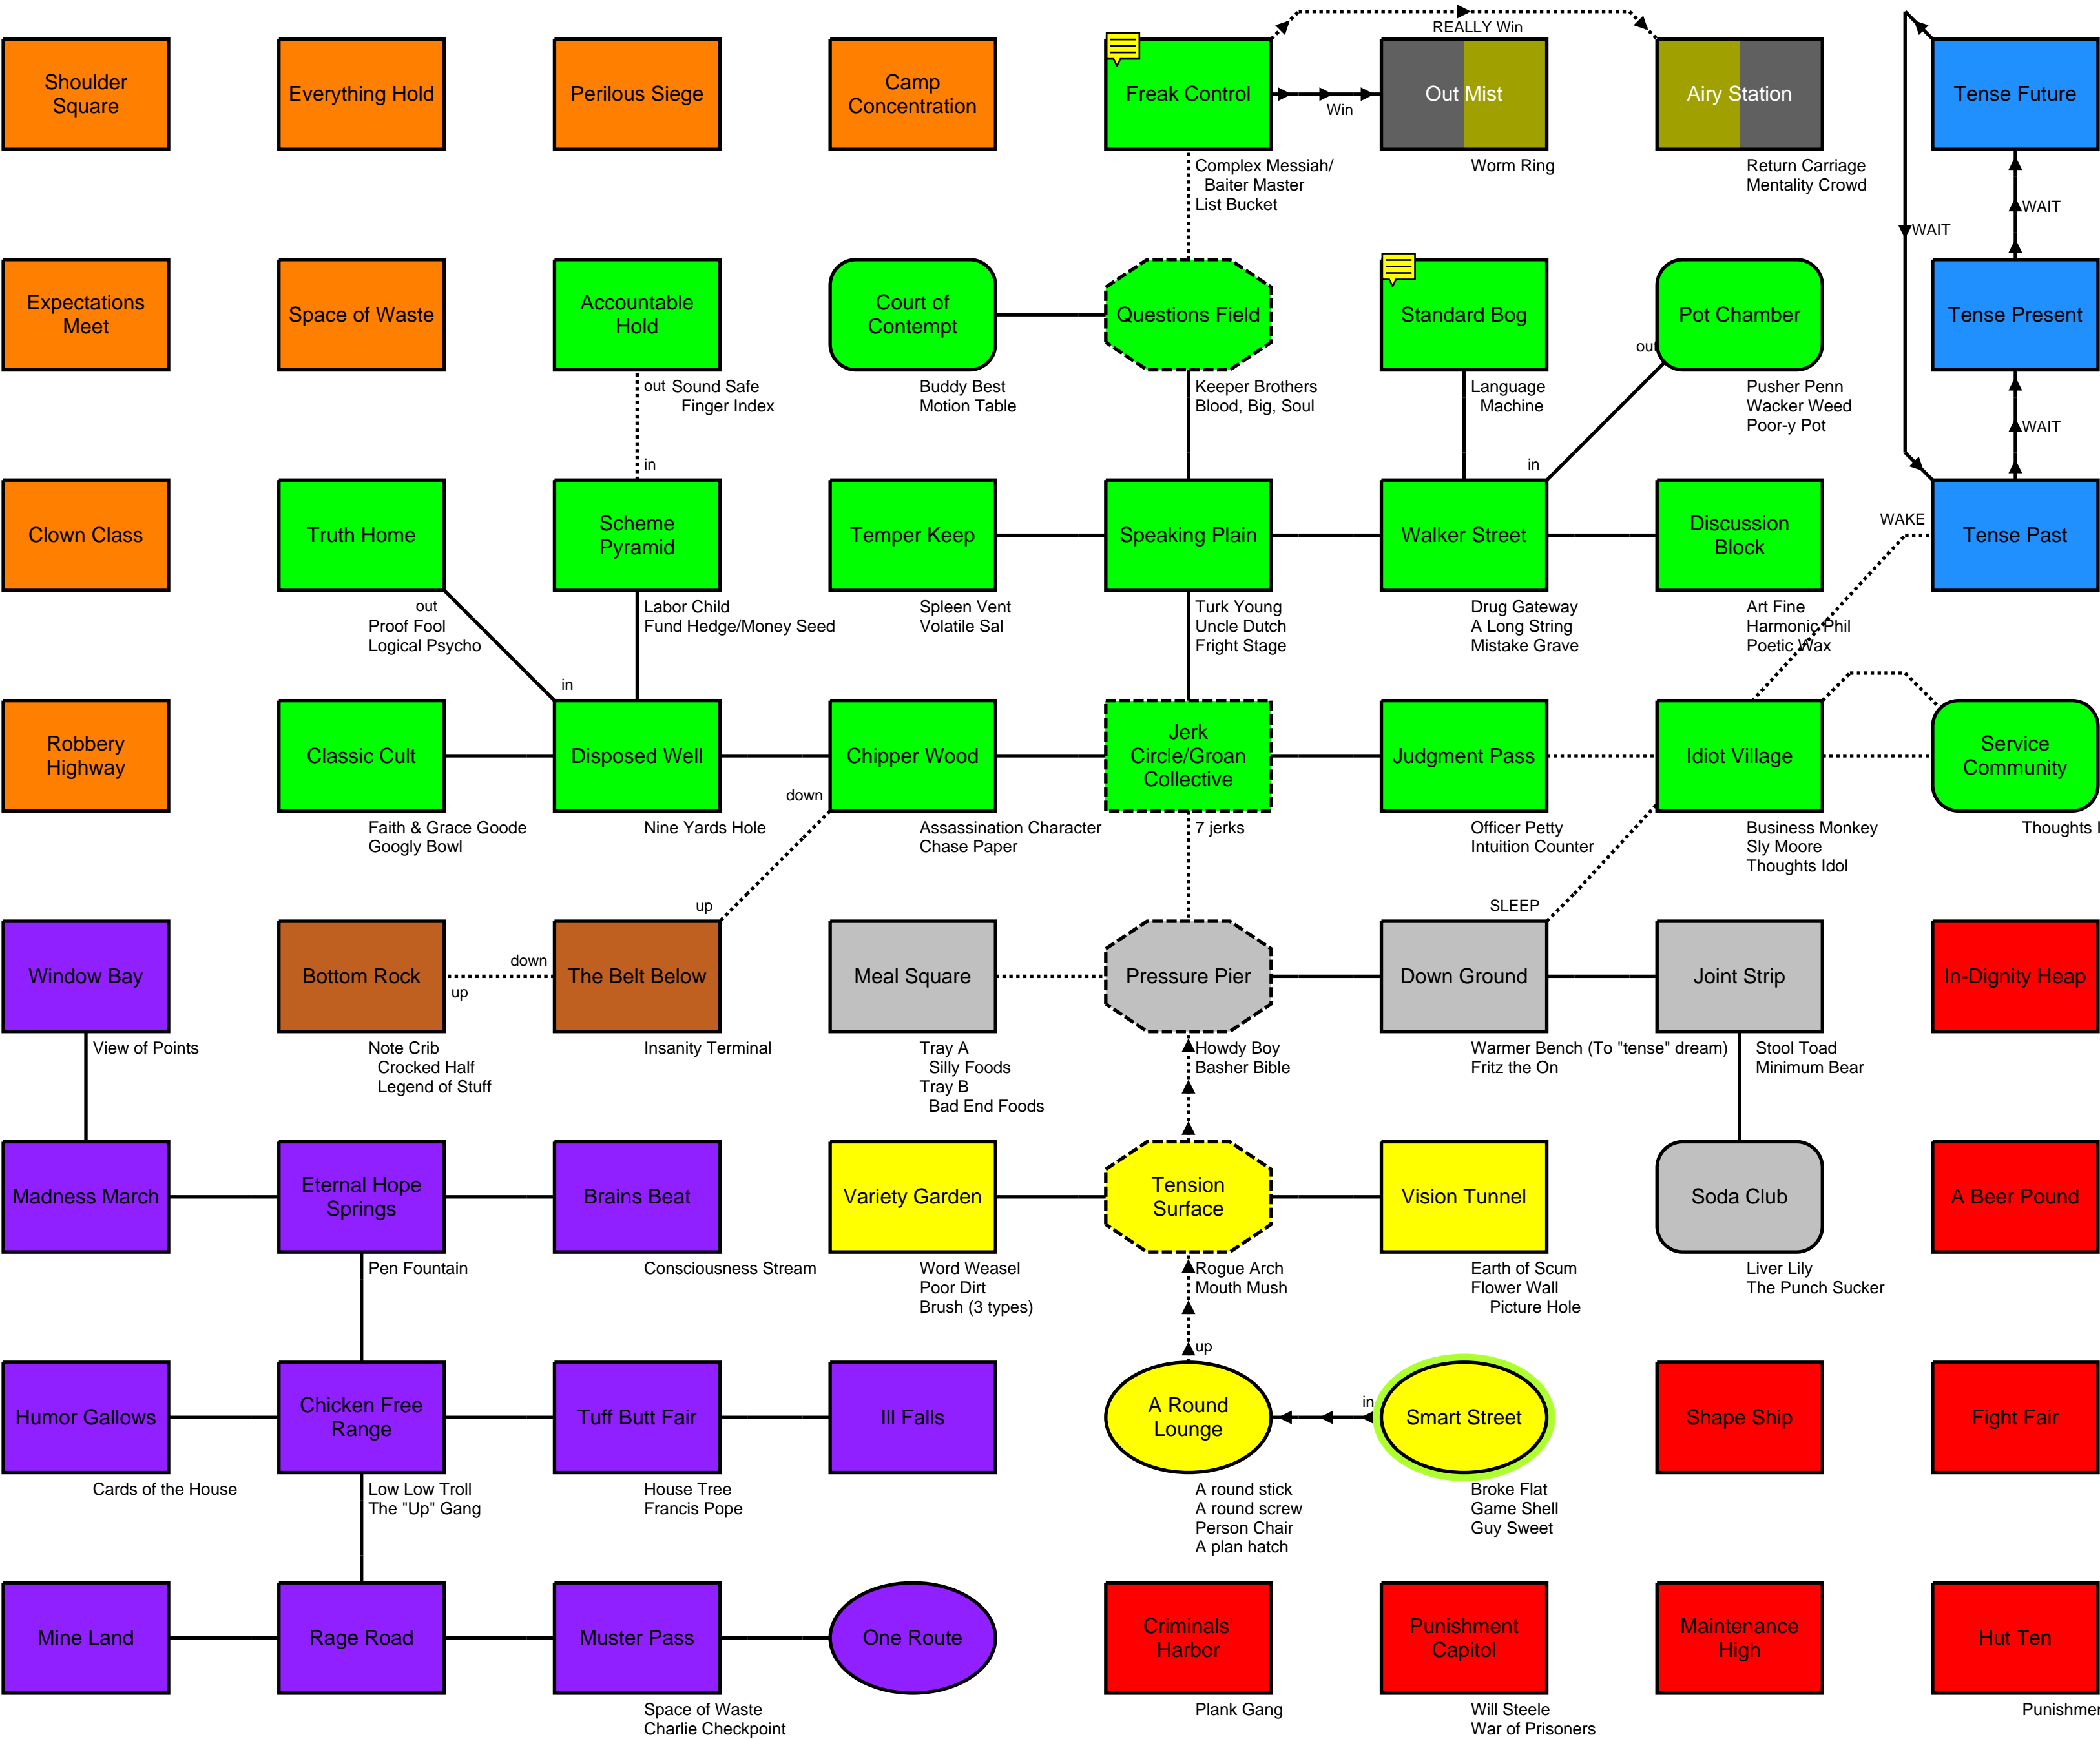 REALLY Win
Shoulder
Square
Everything Hold
Perilous Siege
Camp
Concentration
Freak Control
Win
Out Mist
Airy Station
Tense Future
Complex Messiah/
Baiter Master
List Bucket
Worm Ring
Return Carriage
Mentality Crowd
WAIT
WAIT
Expectations
Meet
Space of Waste
Accountable
Hold
Court of
Contempt
Questions Field
Standard Bog
Pot Chamber
out
Tense Present
out
Sound Safe
Finger Index
Buddy Best
Motion Table
Keeper Brothers
Blood, Big, Soul
Language
Machine
Pusher Penn
Wacker Weed
Poor-y Pot
WAIT
in
in
Clown Class
Truth Home
Scheme
Pyramid
Temper Keep
Speaking Plain
Walker Street
Discussion
Block
WAKE
Tense Past
out
Proof Fool
Logical Psycho
Labor Child
Fund Hedge/Money Seed
Spleen Vent
Volatile Sal
Turk Young
Uncle Dutch
Fright Stage
Drug Gateway
A Long String
Mistake Grave
Art Fine
Harmonic Phil
Poetic Wax
in
Robbery
Highway
Classic Cult
Disposed Well
Chipper Wood
Jerk
Circle/Groan
Collective
Judgment Pass
Idiot Village
Service
Community
down
Faith & Grace Goode
Googly Bowl
Nine Yards Hole
Assassination Character
Chase Paper
7 jerks
Officer Petty
Intuition Counter
Business Monkey
Sly Moore
Thoughts Idol
Thoughts
up
SLEEP
Window Bay
Bottom Rock
down
up
The Belt Below
Meal Square
Pressure Pier
Down Ground
Joint Strip
In-Dignity Heap
View of Points
Note Crib
Crocked Half
Legend of Stuff
Insanity Terminal
Tray A
Silly Foods
Tray B
Bad End Foods
Howdy Boy
Basher Bible
Warmer Bench (To "tense" dream)
Fritz the On
Stool Toad
Minimum Bear
Madness March
Eternal Hope
Springs
Brains Beat
Variety Garden
Tension
Surface
Vision Tunnel
Soda Club
A Beer Pound
Pen Fountain
Consciousness Stream
Word Weasel
Poor Dirt
Brush (3 types)
Rogue Arch
Mouth Mush
Earth of Scum
Flower Wall
Picture Hole
Liver Lily
The Punch Sucker
up
Humor Gallows
Chicken Free
Range
Tuff Butt Fair
Ill Falls
A Round
Lounge
in
Smart Street
Shape Ship
Fight Fair
Cards of the House
Low Low Troll
The "Up" Gang
House Tree
Francis Pope
A round stick
A round screw
Person Chair
A plan hatch
Broke Flat
Game Shell
Guy Sweet
Mine Land
Rage Road
Muster Pass
One Route
Criminals'
Harbor
Punishment
Capitol
Maintenance
High
Hut Ten
Space of Waste
Charlie Checkpoint
Plank Gang
Will Steele
War of Prisoners